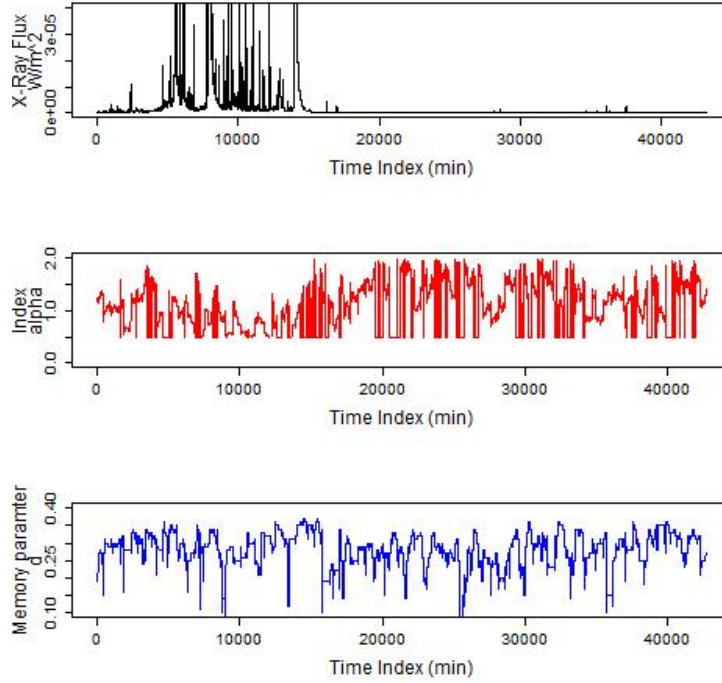 X-Ray Flux
W/m^2
0e+00
3e-05
0
10000
20000
30000
40000
Time Index (min)
Index
alpha
0.0
1.0
2.0
0
10000
20000
30000
40000
Time Index (min)
Memory paramter
d
0.10
0.25
0.40
0
10000
20000
30000
40000
Time Index (min)